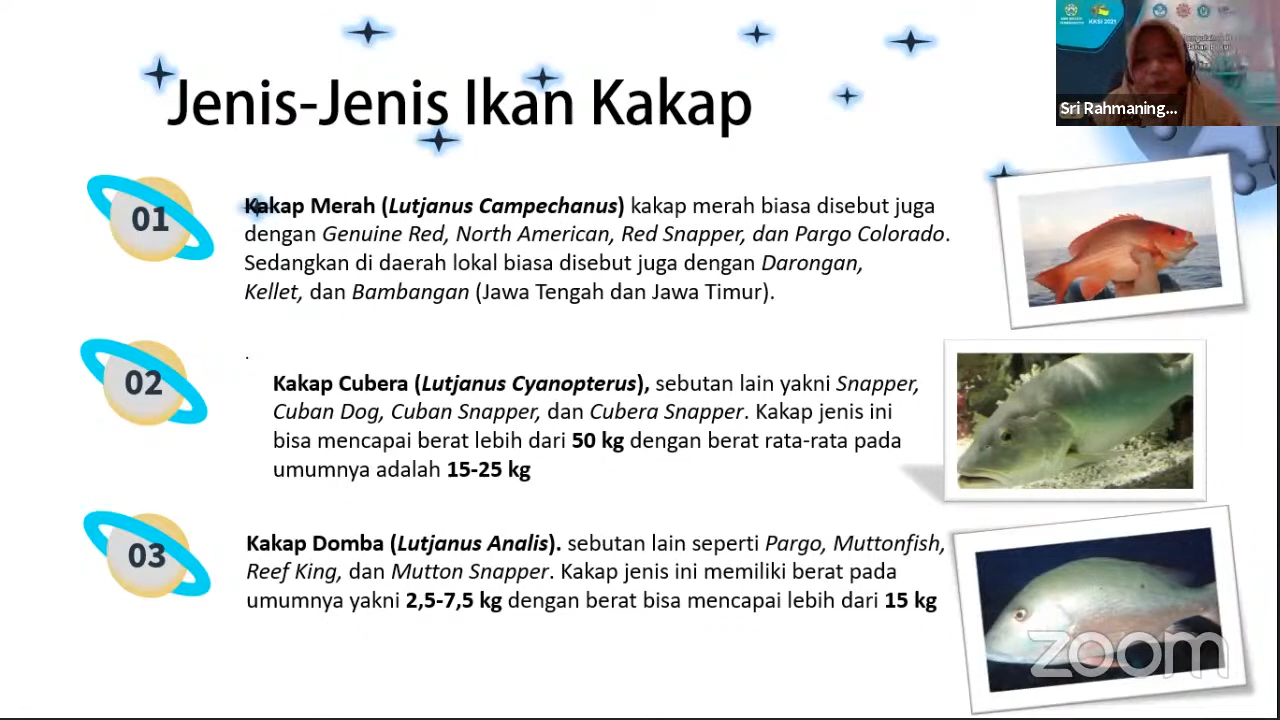 KKSI 2021
Sri Rahmaning...
Jenis-Jenis Ikan Kakap
01
Kakap Merah (Lutjanus Campechanus) kakap merah biasa disebut juga
dengan Genuine Red, North American, Red Snapper, dan Pargo Colorado.
Sedangkan di daerah lokal biasa disebut juga dengan Darongan,
Kellet, dan Bambangan (Jawa Tengah dan Jawa Timur).
.
02
Kakap Cubera (Lutjanus Cyanopterus), sebutan lain yakni Snapper,
Cuban Dog, Cuban Snapper, dan Cubera Snapper. Kakap jenis ini
bisa mencapai berat lebih dari 50 kg dengan berat rata-rata pada
umumnya adalah 15-25 kg
03
Kakap Domba (Lutjanus Analis). sebutan lain seperti Pargo, Muttonfish,
Reef King, dan Mutton Snapper. Kakap jenis ini memiliki berat pada
umumnya yakni 2,5-7,5 kg dengan berat bisa mencapai lebih dari 15 kg
zoom